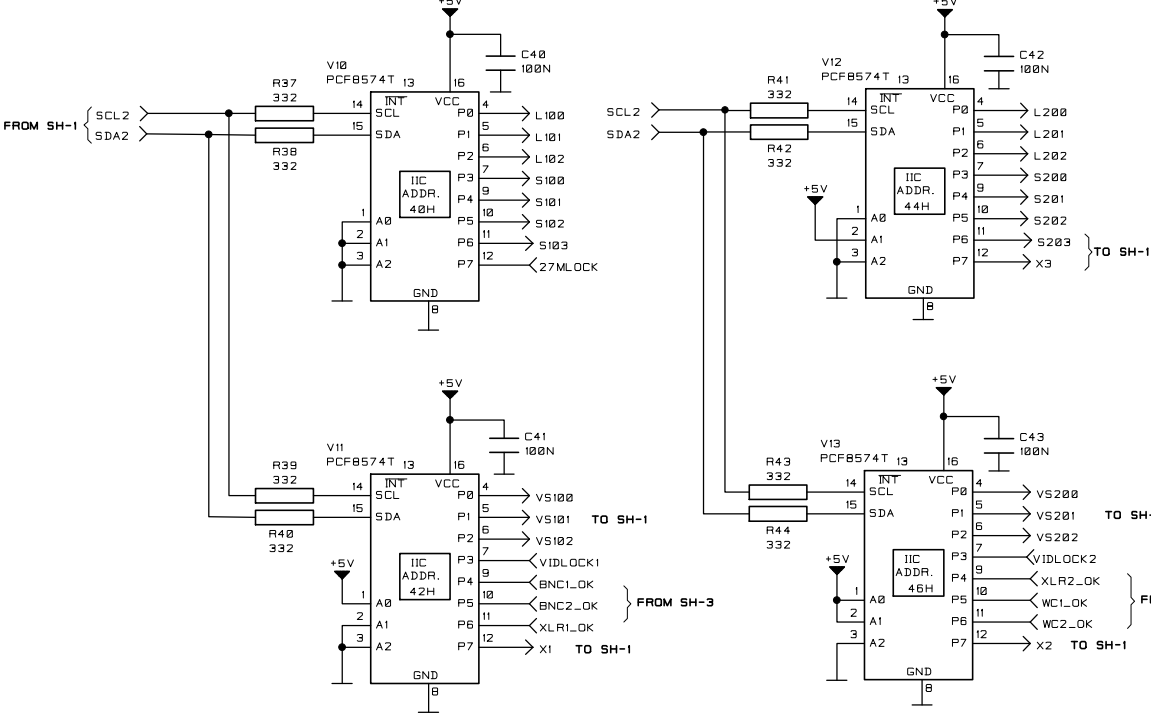 +5V
C40
100N
V10
PCF8574T
13
16
R37
332
14
INT
SCL
VCC
P0
4
L100
FROM SH-1
SCL2
SDA2
15
SDA
R38
332
P1
5
L101
P2
6
L102
IIC
ADDR.
40H
P3
7
S100
P4
9
S101
1
A0
P5
10
S102
2
A1
P6
11
S103
3
A2
P7
12
27MLOCK
GND
8
+5V
C42
100N
V12
PCF8574T
13
16
R41
332
14
INT
SCL
VCC
P0
4
L200
SCL2
SDA2
15
SDA
R42
332
P1
5
L201
P2
6
L202
IIC
ADDR.
44H
P3
7
S200
+5V
P4
9
S201
1
A0
P5
10
S202
2
A1
P6
11
S203
3
A2
P7
12
X3
TO SH-1
GND
8
+5V
C41
100N
V11
PCF8574T
13
16
R39
332
14
INT
SCL
VCC
P0
4
VS100
15
SDA
R40
332
P1
5
VS101
TO SH-1
P2
6
VS102
IIC
ADDR.
42H
P3
7
VIDLOCK1
+5V
P4
9
BNC1_OK
1
A0
P5
10
BNC2_OK
FROM SH-3
2
A1
P6
11
XLR1_OK
3
A2
P7
12
X1
TO SH-1
GND
8
+5V
C43
100N
V13
PCF8574T
13
16
R43
332
14
INT
SCL
VCC
P0
4
VS200
15
SDA
R44
332
P1
5
VS201
TO SH-
P2
6
VS202
IIC
ADDR.
46H
P3
7
VIDLOCK2
+5V
P4
9
XLR2_OK
1
A0
P5
10
WC1_OK
2
A1
P6
11
WC2_OK
3
A2
P7
12
X2
TO SH-1
GND
8